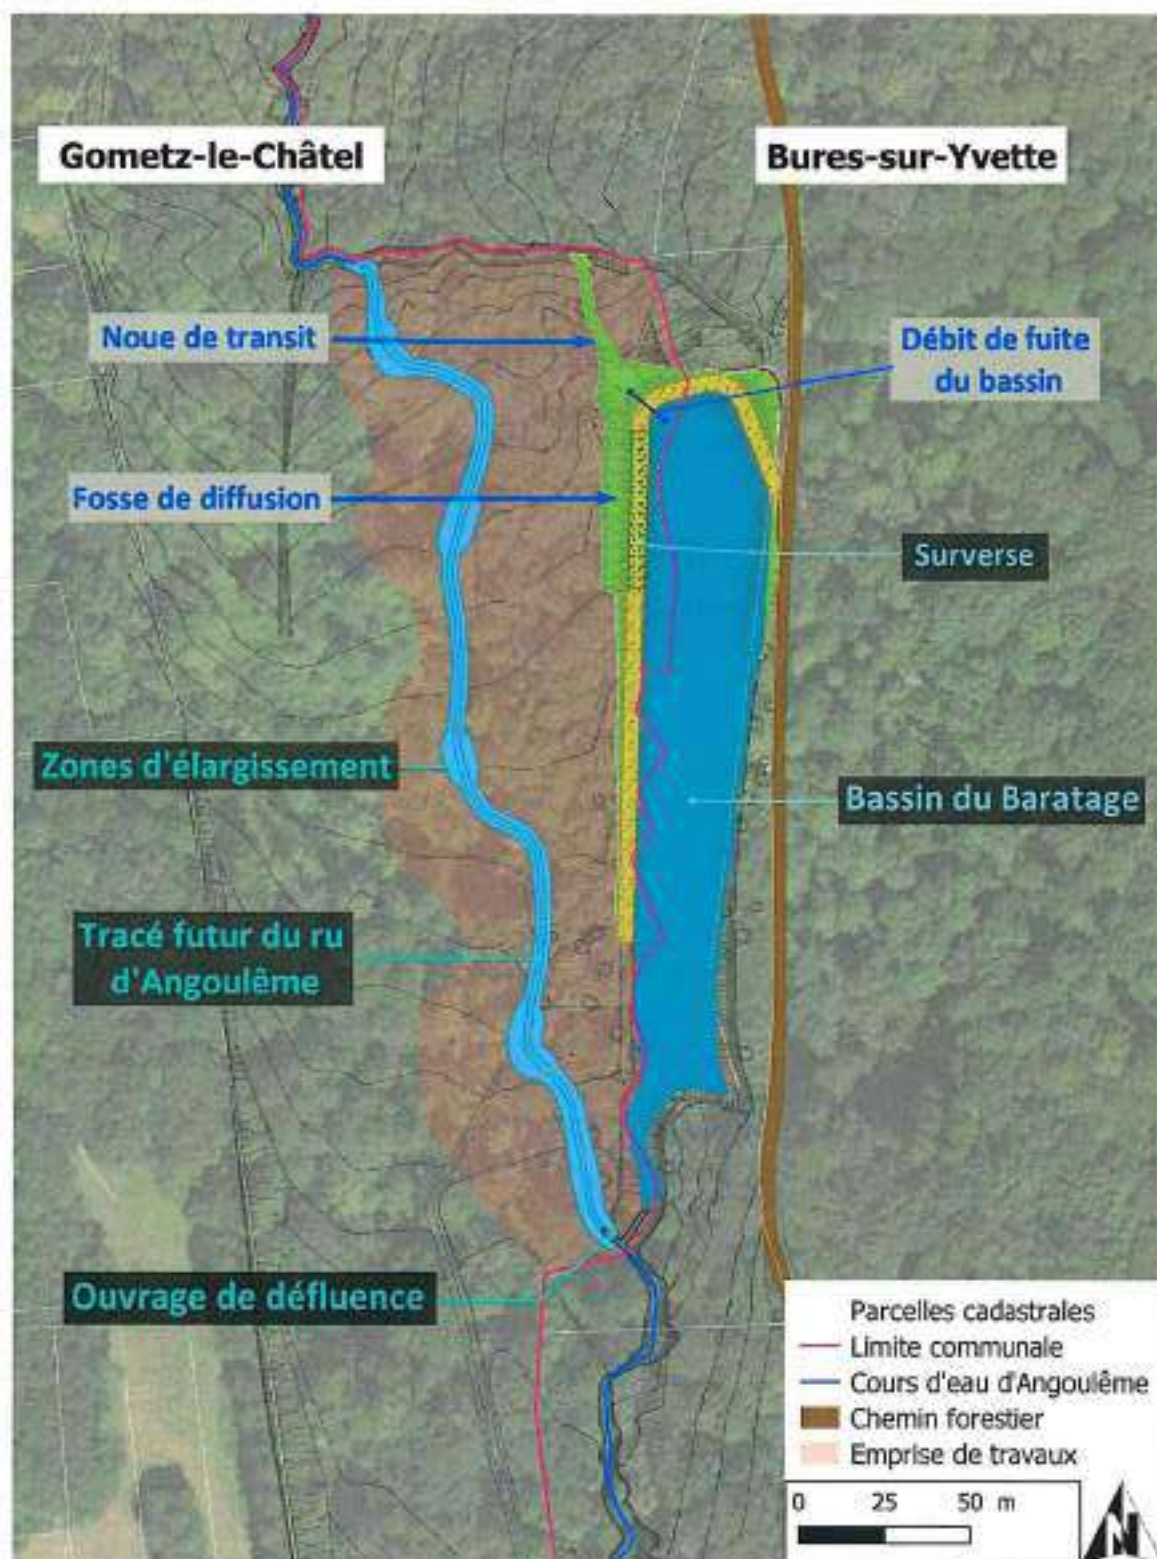 Gometz-le-Châtel
Bures-sur-Yvette
Noue de transit
Débit de fuite
du bassin
Fosse de diffusion
Surverse
Zones d'élargissement
Bassin du Baratage
Tracé futur du ru
d'Angoulême
Ouvrage de défluence
Parcelles cadastrales
Limite communale
Cours d'eau d'Angoulême
Chemin forestier
Emprise de travaux
0 25 50 m
N